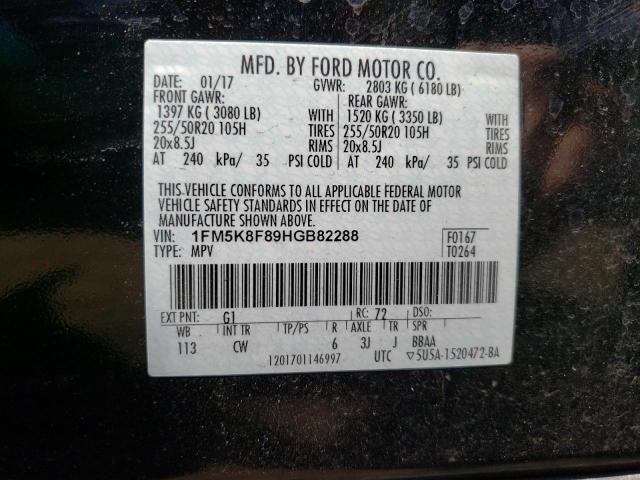 MFD. BY FORD MOTOR CO.
DATE: 01/17 GVWR: 2803 KG ( 6180 LB)
FRONT GAWR: REAR GAWR:
1397 KG ( 3080 LB) WITH 1520 KG ( 3350 LB) WITH
255/50R20 105H TIRES 255/50R20 105H TIRES
20x8.5J RIMS 20x8.5J RIMS
AT 240 kPa/ 35 PSI COLD AT 240 kPa/ 35 PSI COLD
THIS VEHICLE CONFORMS TO ALL APPLICABLE FEDERAL MOTOR
VEHICLE SAFETY STANDARDS IN EFFECT ON THE DATE OF
MANUFACTURE SHOWN ABOVE.
VIN: 1FM5K8F89HGB82288 F0167
TYPE: MPV T0264
EXT PNT: G1 RC: 72 DSO:
WB INT TR TP/PS R AXLE TR SPR
113 CW 6 3J J BBAA
1201701146997 UTC ▽5U5A-1520472-BA